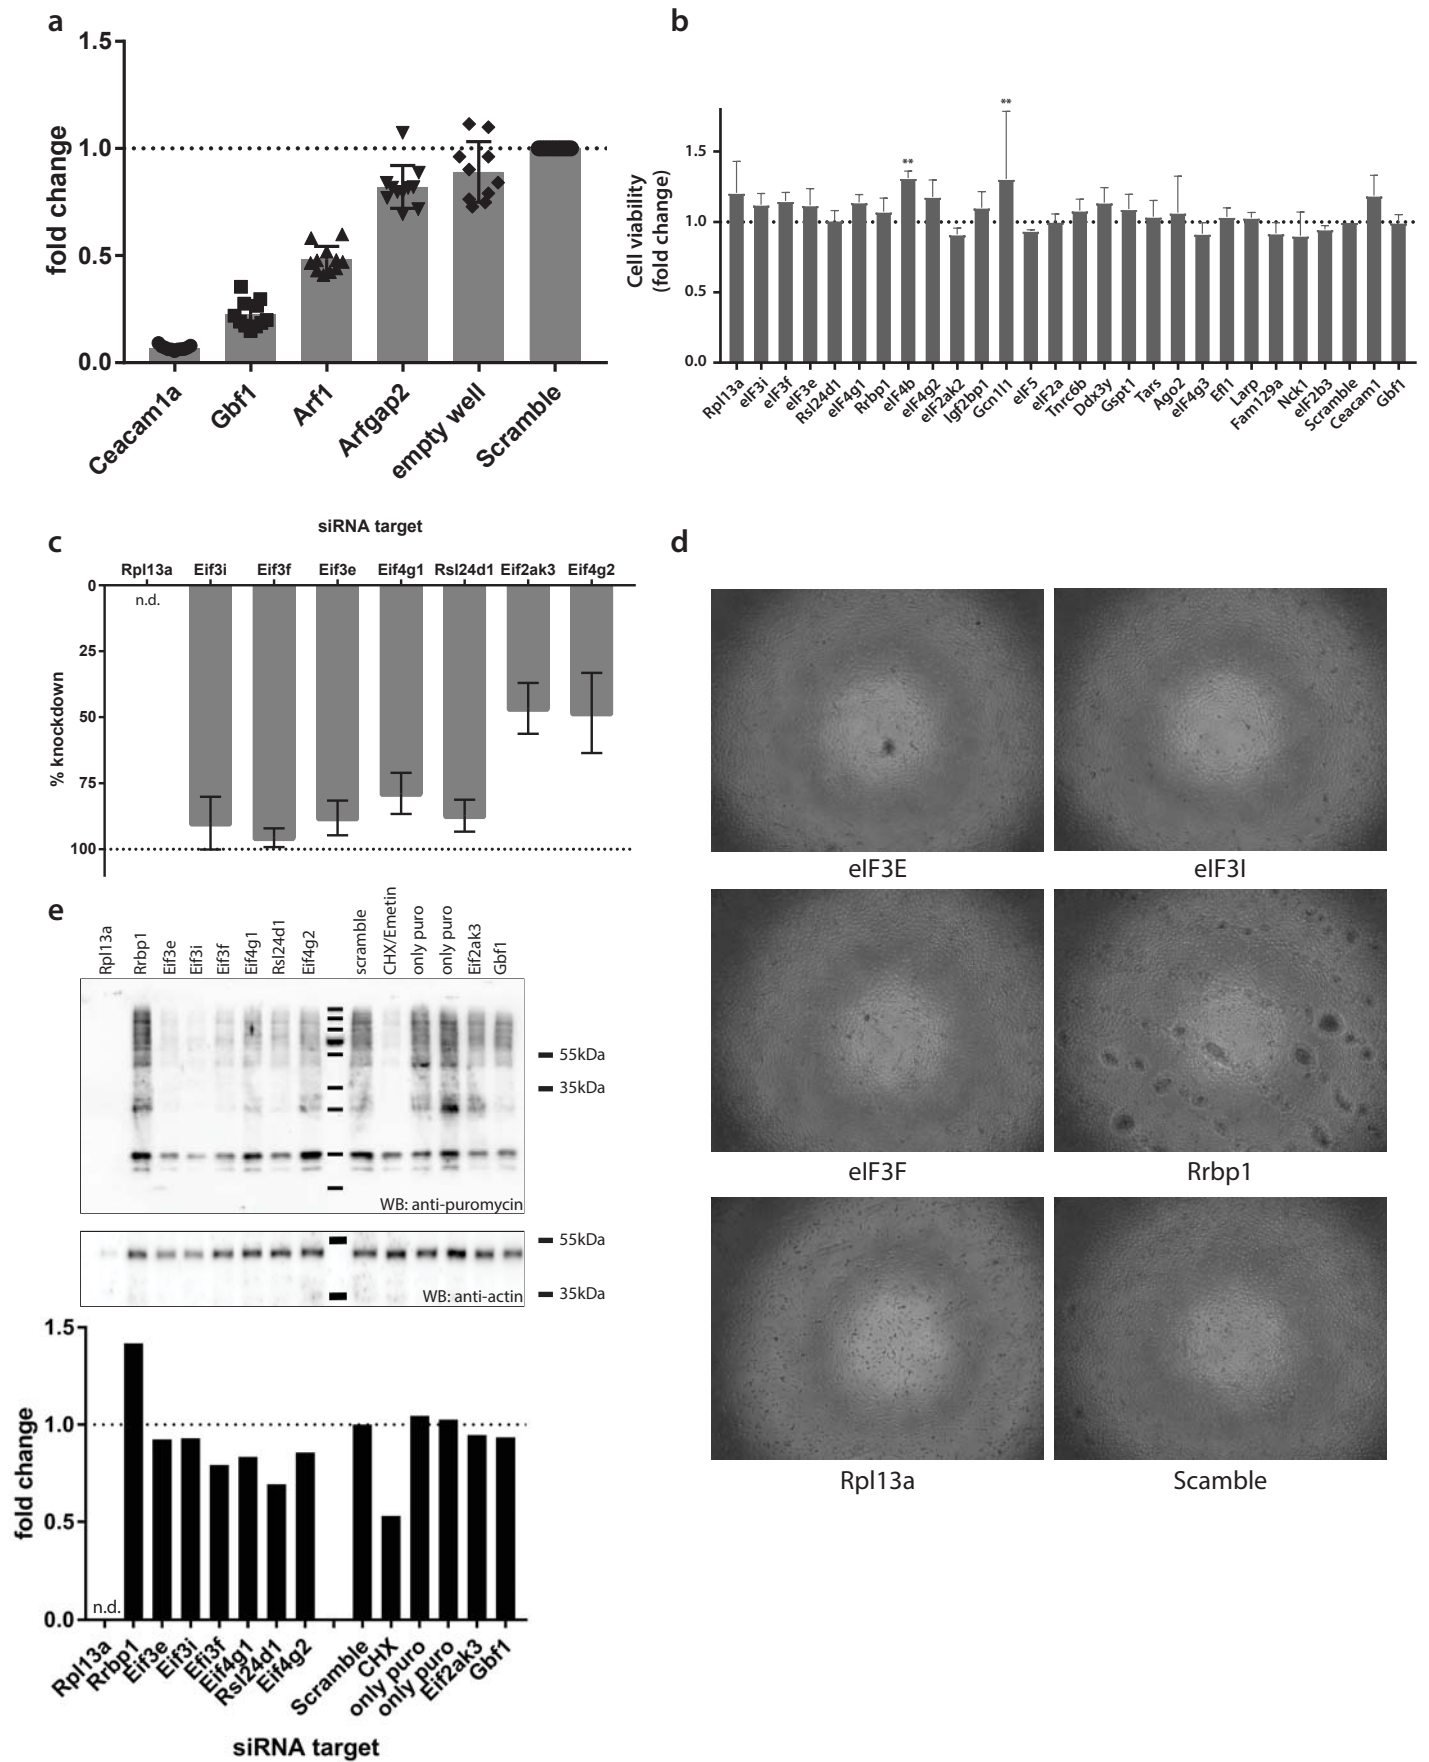 a
1.5
1.0
0.5
0.0
fold change
Ceacam1a
Gbf1
Arf1
Arfgap2
empty well
Scramble
b
1.5
1.0
0.5
0.0
Cell viability
(fold change)
**
**
Rpl13a
eIF3i
eIF3f
eIF3e
Rsl24d1
eIF4g1
Rrbp1
eIF4b
eIF4g2
eIF2ak2
Igf2bp1
Gcn1l1
eIF5
eIF2a
Tnrc6b
Ddx3y
Gspt1
Tars
Ago2
eIF4g3
Efl1
Larp
Fam129a
Nck1
eIF2b3
Scramble
Ceacam1
Gbf1
c
siRNA target
Rpl13a Eif3i Eif3f Eif3e Eif4g1 Rsl24d1 Eif2ak3 Eif4g2
n.d.
0
25
50
75
100
% knockdown
d
eIF3E
eIF3I
eIF3F
Rrbp1
Rpl13a
Scamble
e
Rpl13a
Rrbp1
Eif3e
Eif3i
Eif3f
Eif4g1
Rsl24d1
Eif4g2
scramble
CHX/Emetin
only puro
only puro
Eif2ak3
Gbf1
55kDa
35kDa
WB: anti-puromycin
55kDa
35kDa
WB: anti-actin
1.5
1.0
0.5
0.0
fold change
n.d.
Rpl13a
Rrbp1
Eif3e
Eif3i
Efi3f
Eif4g1
Rsl24d1
Eif4g2
Scramble
CHX
only puro
only puro
Eif2ak3
Gbf1
siRNA target